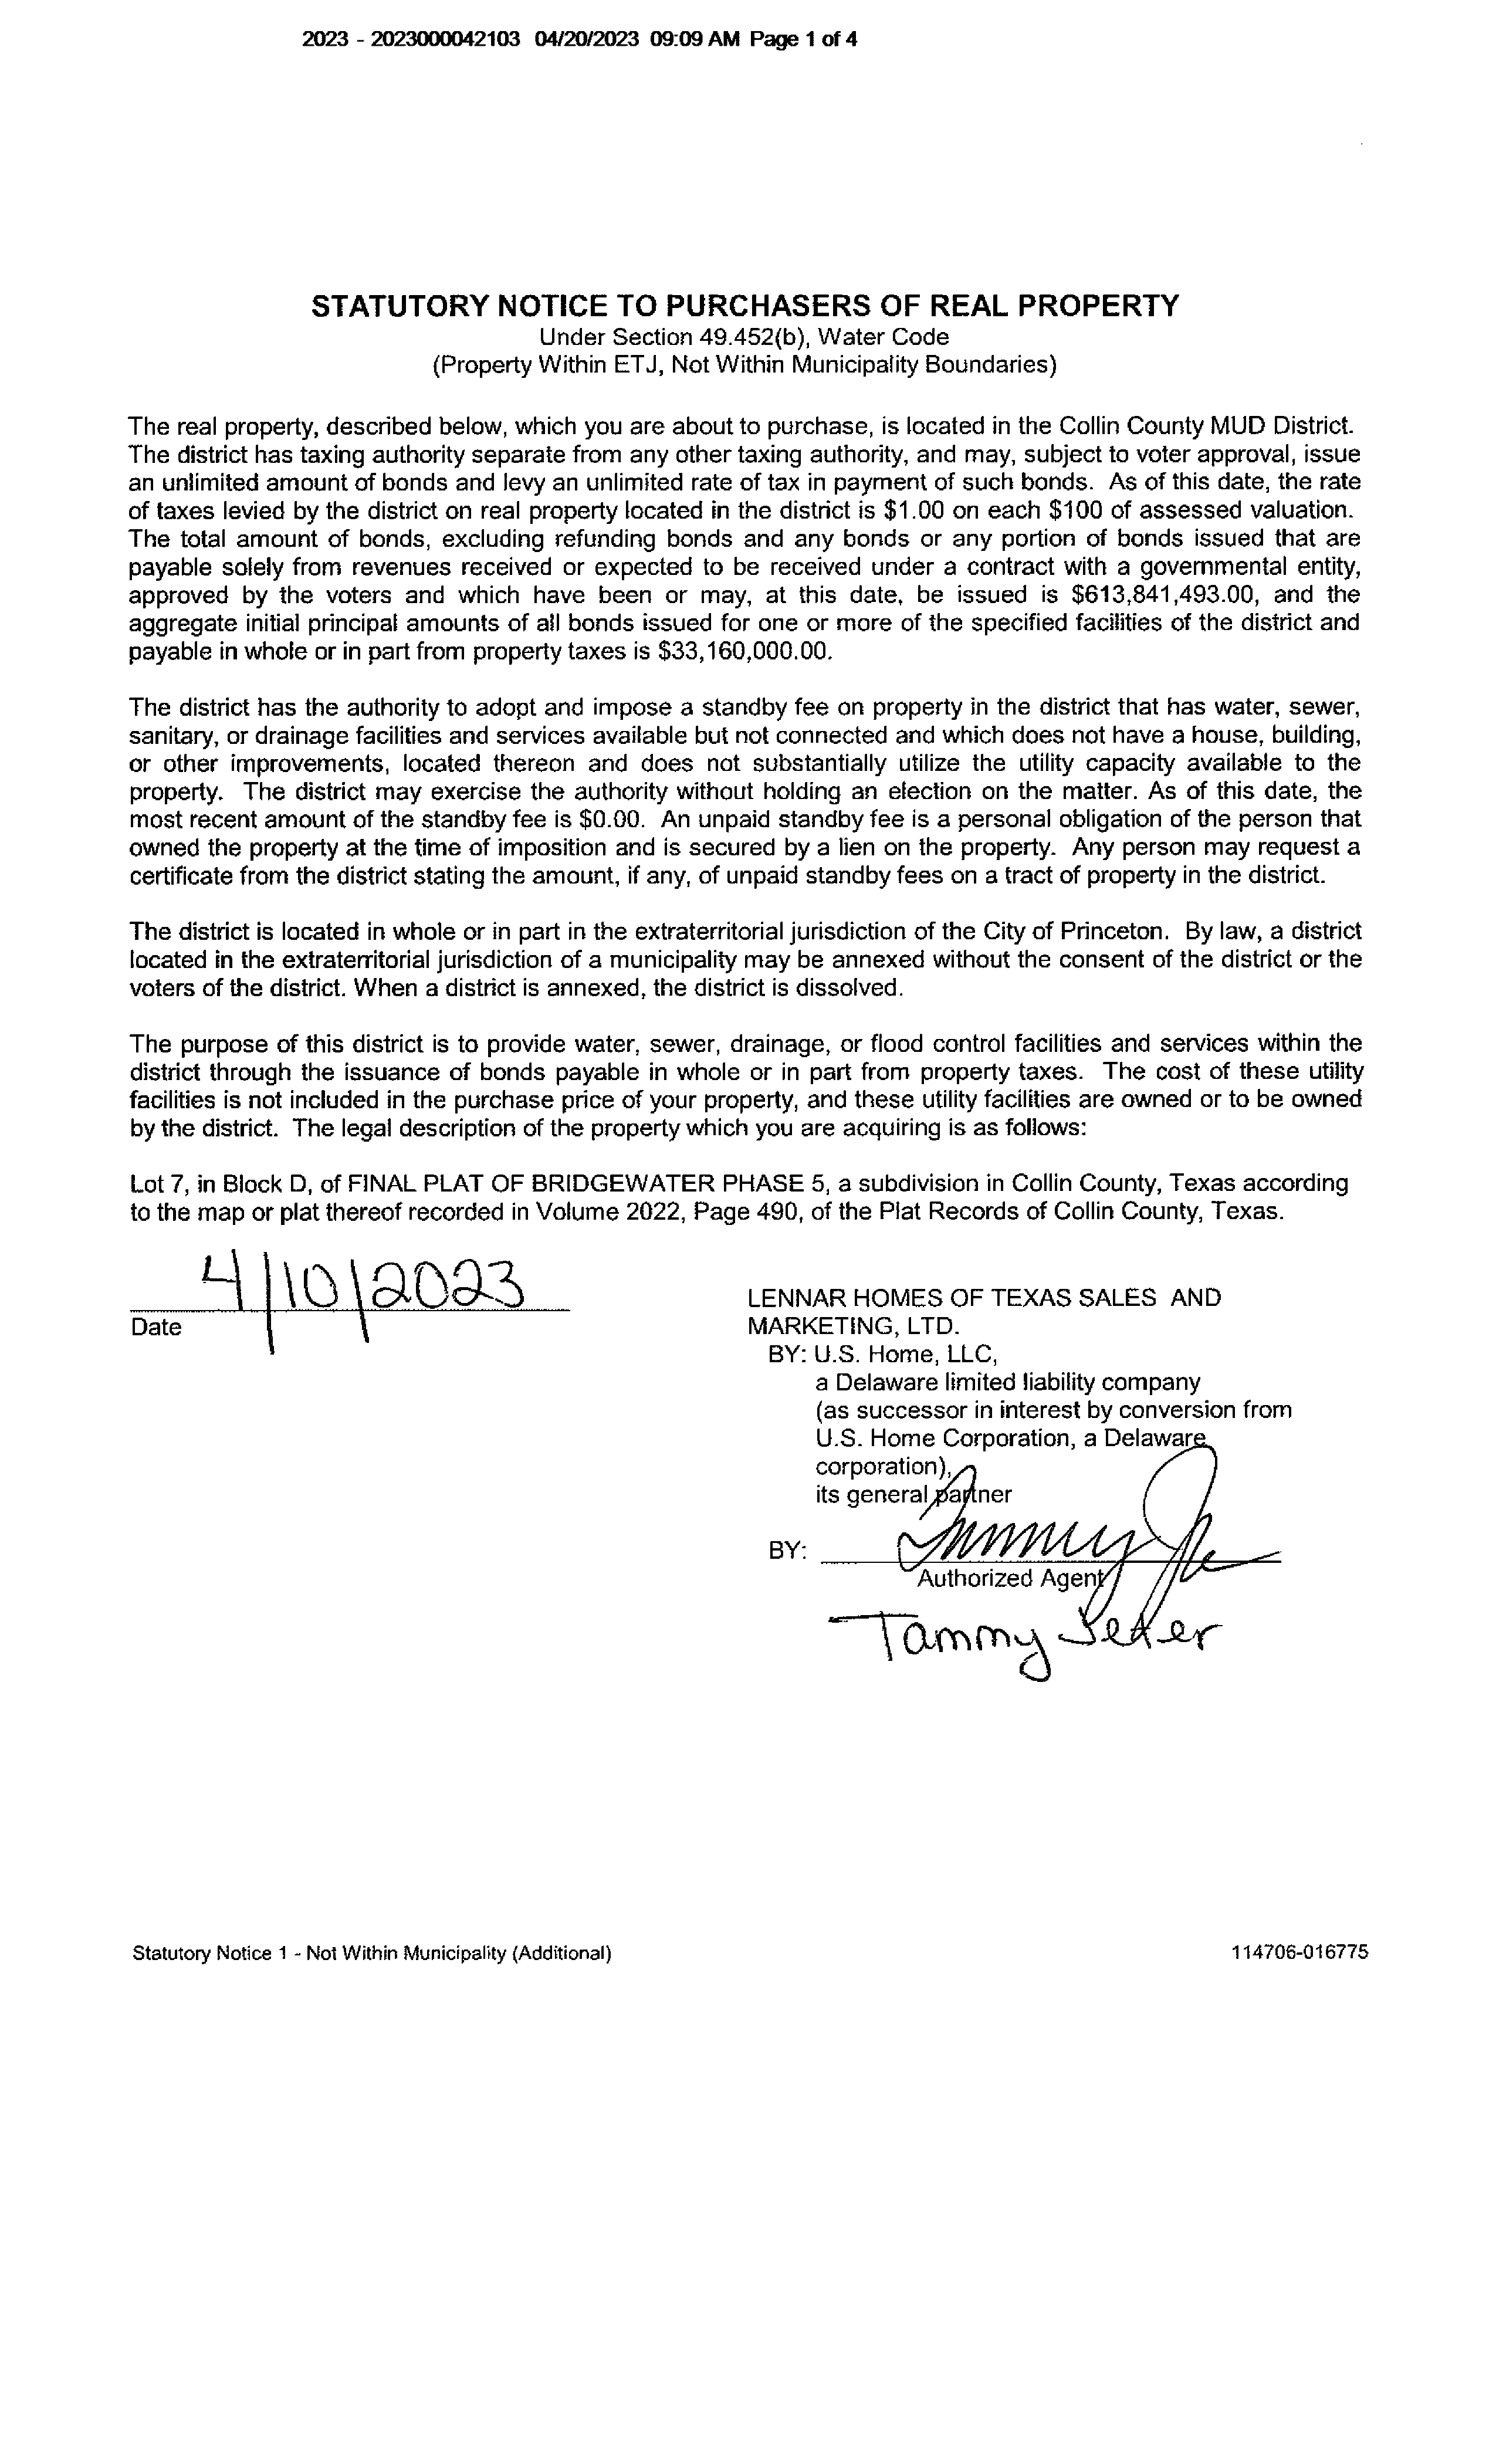 2023 - 2023000042103 04/20/2023 09:09 AM Page 1 of 4
STATUTORY NOTICE TO PURCHASERS OF REAL PROPERTY
Under Section 49.452(b), Water Code
(Property Within ETJ, Not Within Municipality Boundaries)
The real property, described below, which you are about to purchase, is located in the Collin County MUD District.
The district has taxing authority separate from any other taxing authority, and may, subject to voter approval, issue
an unlimited amount of bonds and levy an unlimited rate of tax in payment of such bonds. As of this date, the rate
of taxes levied by the district on real property located in the district is $1.00 on each $100 of assessed valuation.
The total amount of bonds, excluding refunding bonds and any bonds or any portion of bonds issued that are
payable solely from revenues received or expected to be received under a contract with a governmental entity,
approved by the voters and which have been or may, at this date, be issued is $613,841,493.00, and the
aggregate initial principal amounts of all bonds issued for one or more of the specified facilities of the district and
payable in whole or in part from property taxes is $33,160,000.00.
The district has the authority to adopt and impose a standby fee on property in the district that has water, sewer,
sanitary, or drainage facilities and services available but not connected and which does not have a house, building,
or other improvements, located thereon and does not substantially utilize the utility capacity available to the
property. The district may exercise the authority without holding an election on the matter. As of this date, the
most recent amount of the standby fee is $0.00. An unpaid standby fee is a personal obligation of the person that
owned the property at the time of imposition and is secured by a lien on the property. Any person may request a
certificate from the district stating the amount, if any, of unpaid standby fees on a tract of property in the district.
The district is located in whole or in part in the extraterritorial jurisdiction of the City of Princeton. By law, a district
located in the extraterritorial jurisdiction of a municipality may be annexed without the consent of the district or the
voters of the district. When a district is annexed, the district is dissolved.
The purpose of this district is to provide water, sewer, drainage, or flood control facilities and services within the
district through the issuance of bonds payable in whole or in part from property taxes. The cost of these utility
facilities is not included in the purchase price of your property, and these utility facilities are owned or to be owned
by the district. The legal description of the property which you are acquiring is as follows:
Lot 7, in Block D, of FINAL PLAT OF BRIDGEWATER PHASE 5, a subdivision in Collin County, Texas according
to the map or plat thereof recorded in Volume 2022, Page 490, of the Plat Records of Collin County, Texas.
4/10/2023
Date
LENNAR HOMES OF TEXAS SALES AND
MARKETING, LTD.
BY: U.S. Home, LLC,
a Delaware limited liability company
(as successor in interest by conversion from
U.S. Home Corporation, a Delaware
corporation),
its general partner
BY:
Authorized Agent
Tammy Jeter
Statutory Notice 1 - Not Within Municipality (Additional)
114706-016775